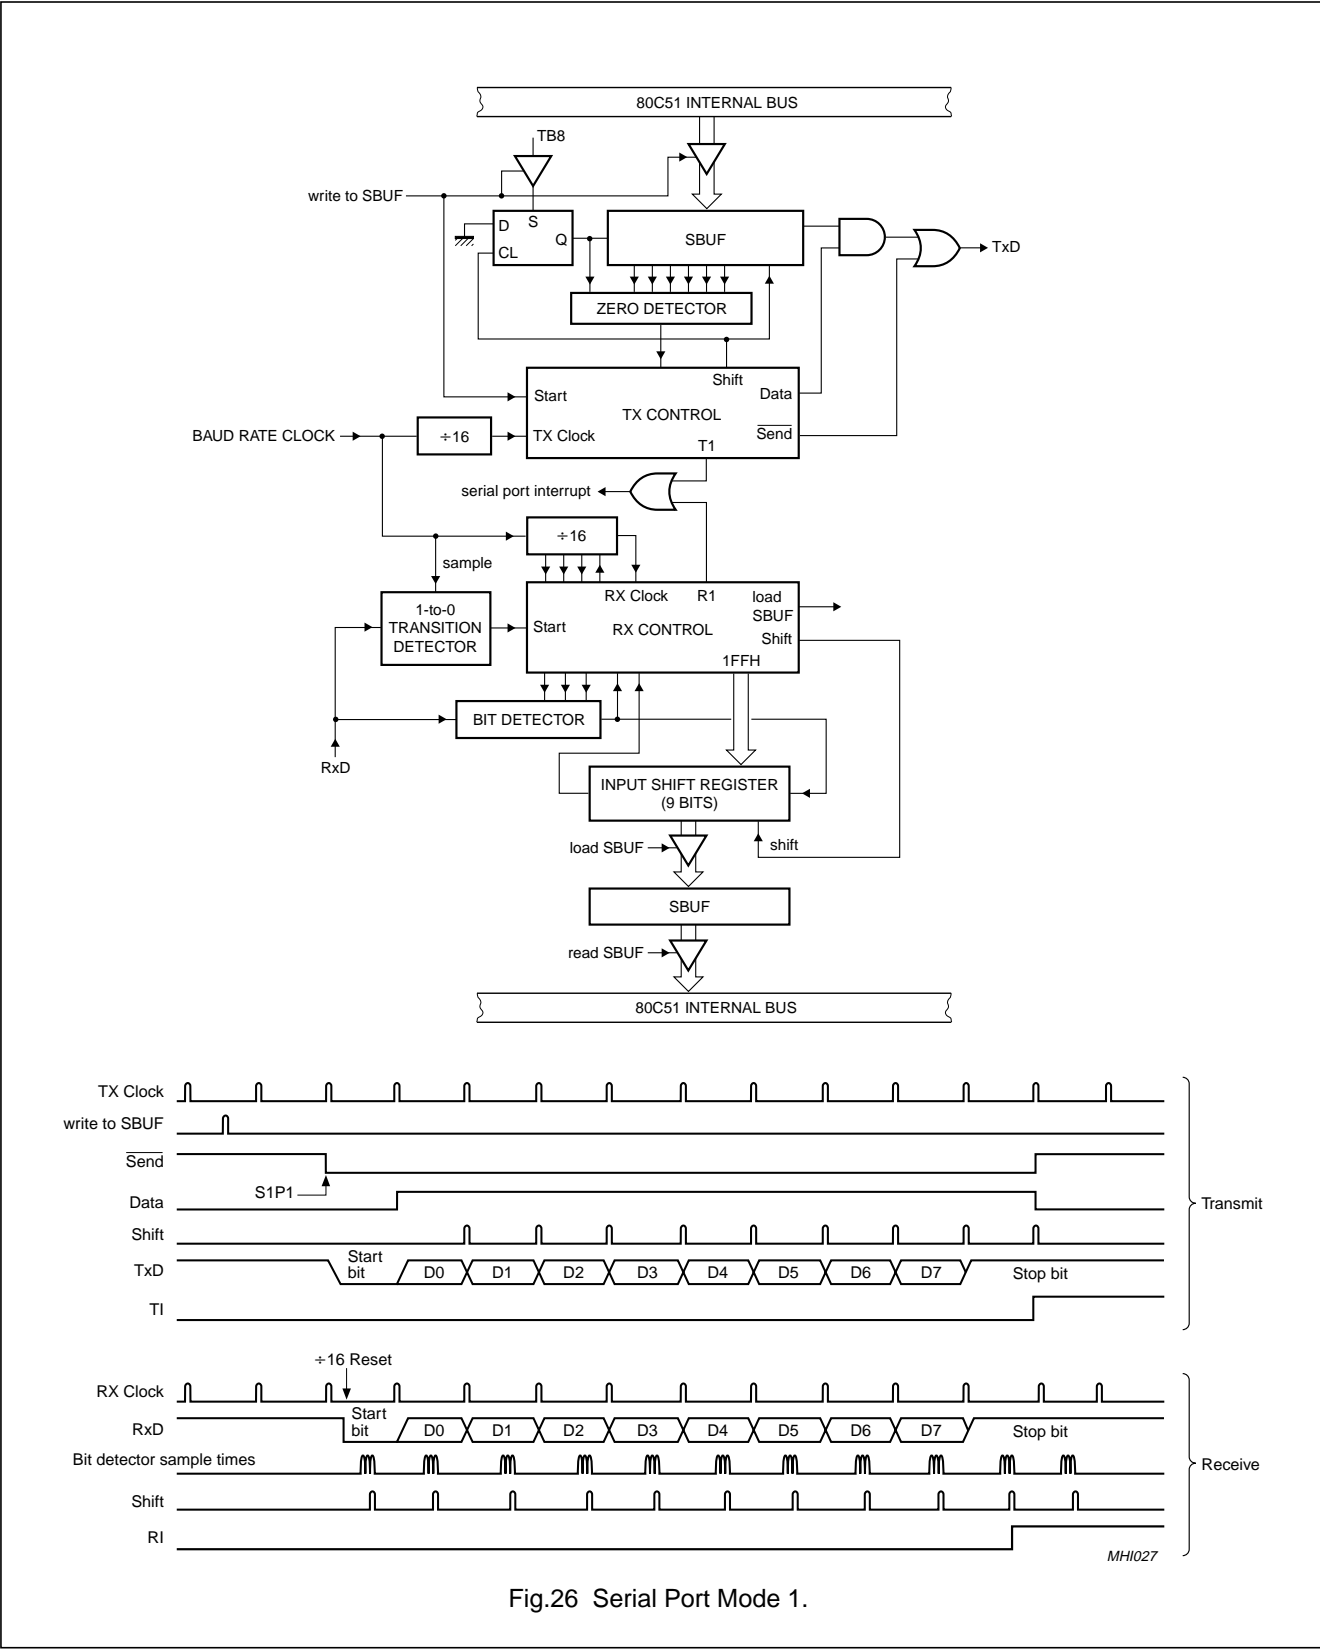 80C51 INTERNAL BUS
TB8
write to SBUF
D
S
Q
CL
SBUF
TxD
ZERO DETECTOR
Shift
Start
Data
TX CONTROL
BAUD RATE CLOCK
÷16
TX Clock
Send
T1
serial port interrupt
÷16
sample
RX Clock
R1
load
SBUF
1-to-0
TRANSITION
DETECTOR
Start
RX CONTROL
Shift
1FFH
BIT DETECTOR
RxD
INPUT SHIFT REGISTER
(9 BITS)
load SBUF
shift
SBUF
read SBUF
80C51 INTERNAL BUS
TX Clock
write to SBUF
Send
S1P1
Data
Transmit
Shift
TxD
Start
bit
D0 D1 D2 D3 D4 D5 D6 D7 Stop bit
TI
÷16 Reset
RX Clock
RxD
Start
bit
D0 D1 D2 D3 D4 D5 D6 D7 Stop bit
Bit detector sample times
Receive
Shift
RI
MHI027
Fig.26 Serial Port Mode 1.